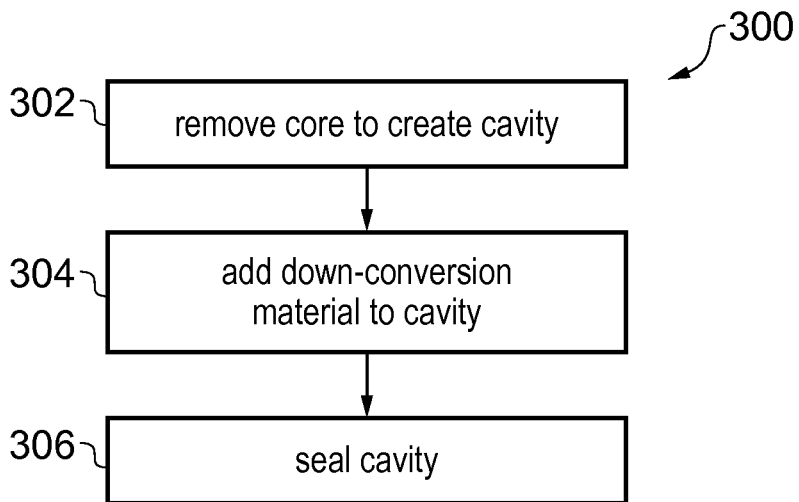 300
302
remove core to create cavity
304
add down-conversion
material to cavity
306
seal cavity